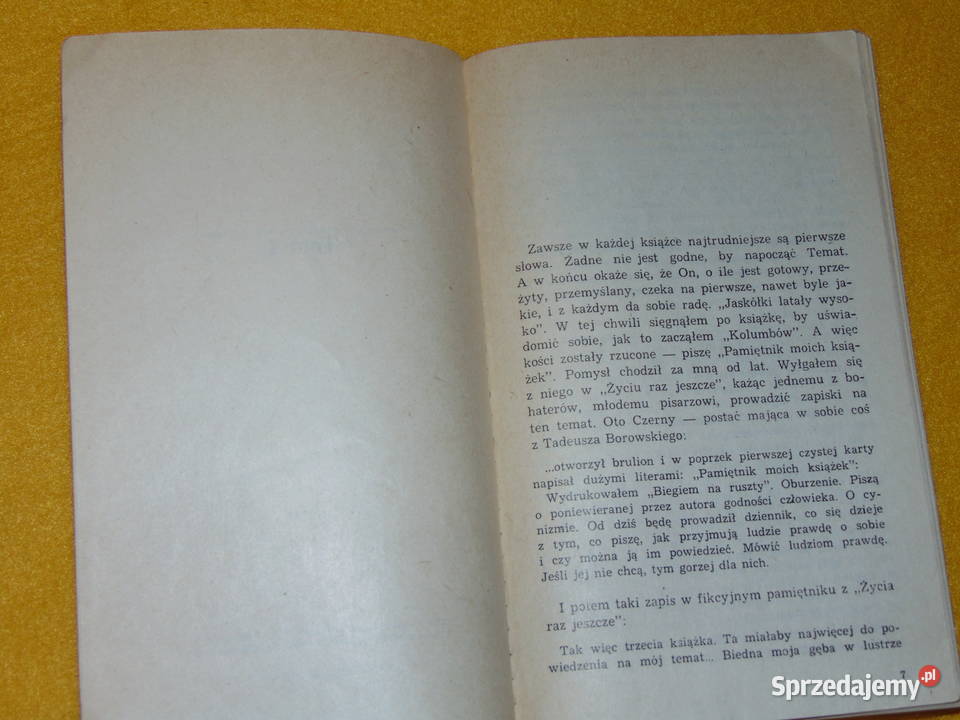 Zawsze w każdej książce najtrudniejsze są pierwsze
słowa. Żadne nie jest godne, by napocząć Temat.
A w końcu okaże się, że On, o ile jest gotowy, prze-
żyty, przemyślany, czeka na pierwsze, nawet byle ja-
kie, i z każdym da sobie radę. „Jaskółki latały wyso-
ko”. W tej chwili sięgnąłem po książkę, by uświa-
domić sobie, jak to zacząłem „Kolumbów”. A więc
kości zostały rzucone — piszę „Pamiętnik moich ksią-
żek”. Pomysł chodził za mną od lat. Wyłgałem się
z niego w „Życiu raz jeszcze”, każąc jednemu z bo-
haterów, młodemu pisarzowi, prowadzić zapiski na
ten temat. Oto Czerny — postać mająca w sobie coś
z Tadeusza Borowskiego:
...otworzył brulion i w poprzek pierwszej czystej karty
napisał dużymi literami: „Pamiętnik moich książek”:
Wydrukowałem „Biegiem na ruszty”. Oburzenie. Piszą
o poniewieranej przez autora godności człowieka. O cy-
nizmie. Od dziś będę prowadził dziennik, co się dzieje
z tym, co piszę, jak przyjmują ludzie prawdę o sobie
i czy można ją im powiedzieć. Mówić ludziom prawdę.
Jeśli jej nie chcą, tym gorzej dla nich.
I potem taki zapis w fikcyjnym pamiętniku z „Życia
raz jeszcze”:
Tak więc trzecia książka. Ta miałaby najwięcej do po-
wiedzenia na mój temat... Biedna moja gęba w lustrze
7
Sprzedajemy.pl